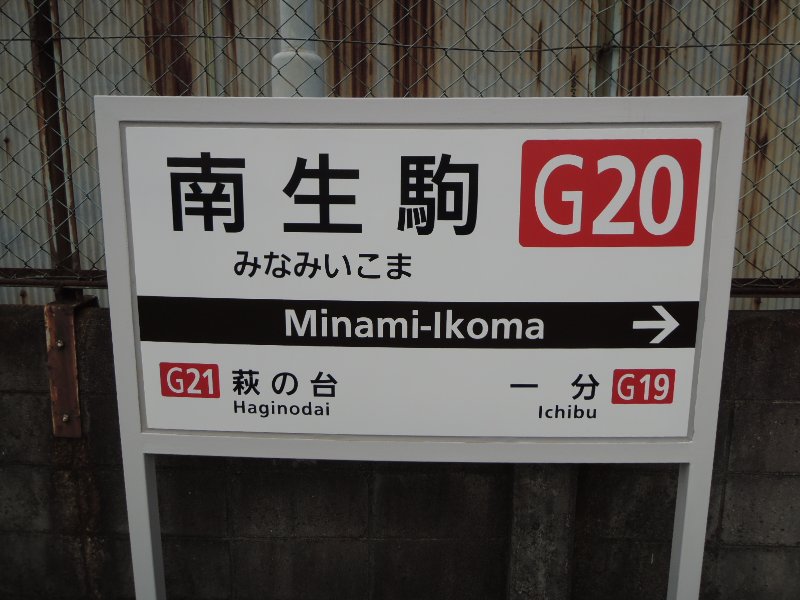 南生駒 G20
みなみいこま
Minami-Ikoma →
G21 萩の台 一分 G19
Haginodai Ichibu